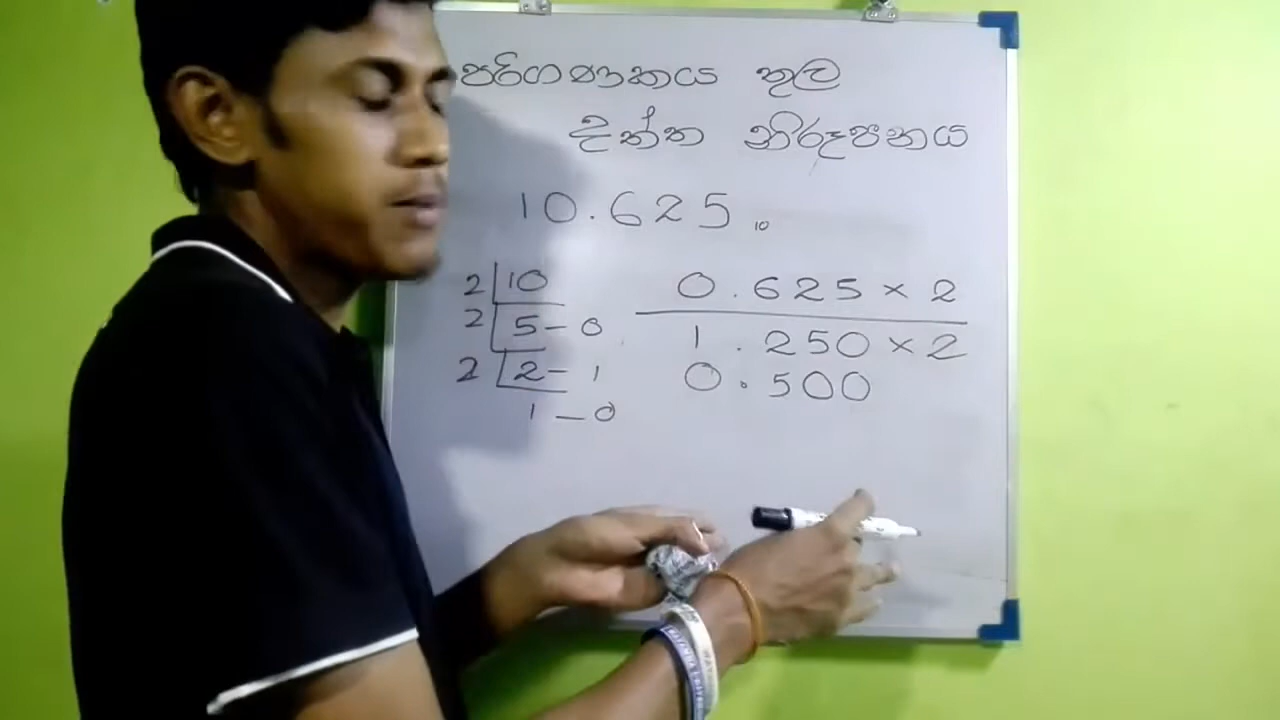 පරිගණකය තුල
දත්ත නිරූපනය
10.625 10
2 10
2 5 – 0
2 2 – 1
1 – 0
0.625 × 2
1.250 × 2
0.500